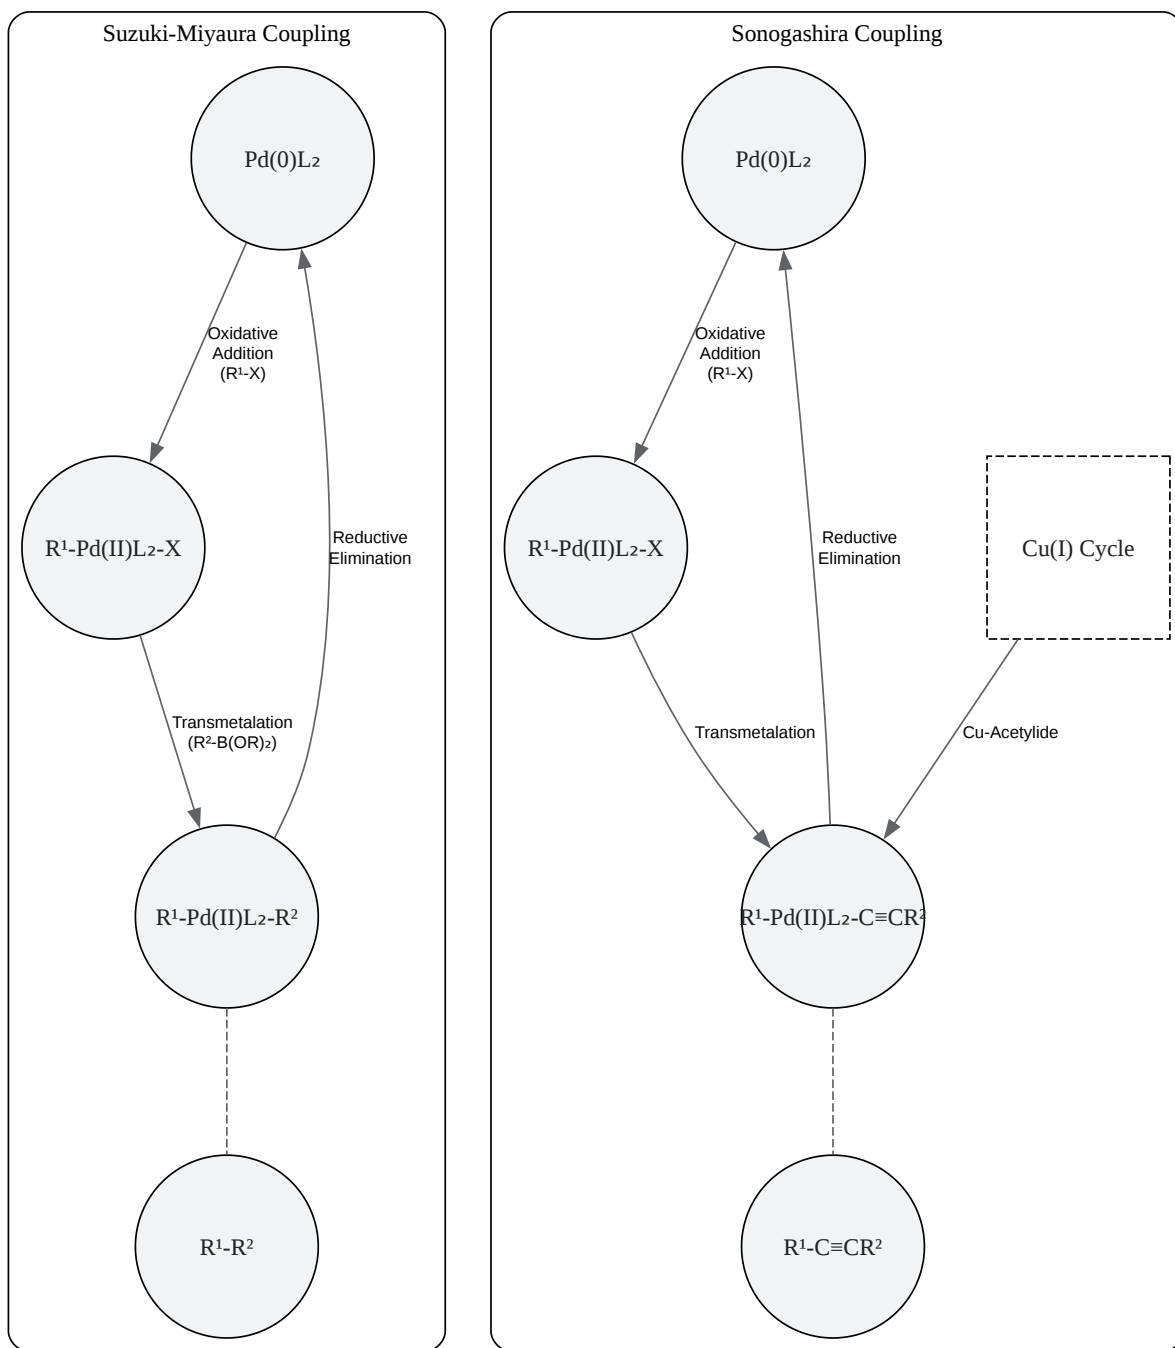 Suzuki-Miyaura Coupling
Pd(0)L₂
Oxidative
Addition
(R¹-X)
R¹-Pd(II)L₂-X
Reductive
Elimination
Transmetalation
(R²-B(OR)₂)
R¹-Pd(II)L₂-R²
R¹-R²
Sonogashira Coupling
Pd(0)L₂
Oxidative
Addition
(R¹-X)
R¹-Pd(II)L₂-X
Reductive
Elimination
Cu(I) Cycle
Transmetalation
Cu-Acetylide
R¹-Pd(II)L₂-C≡CR²
R¹-C≡CR²